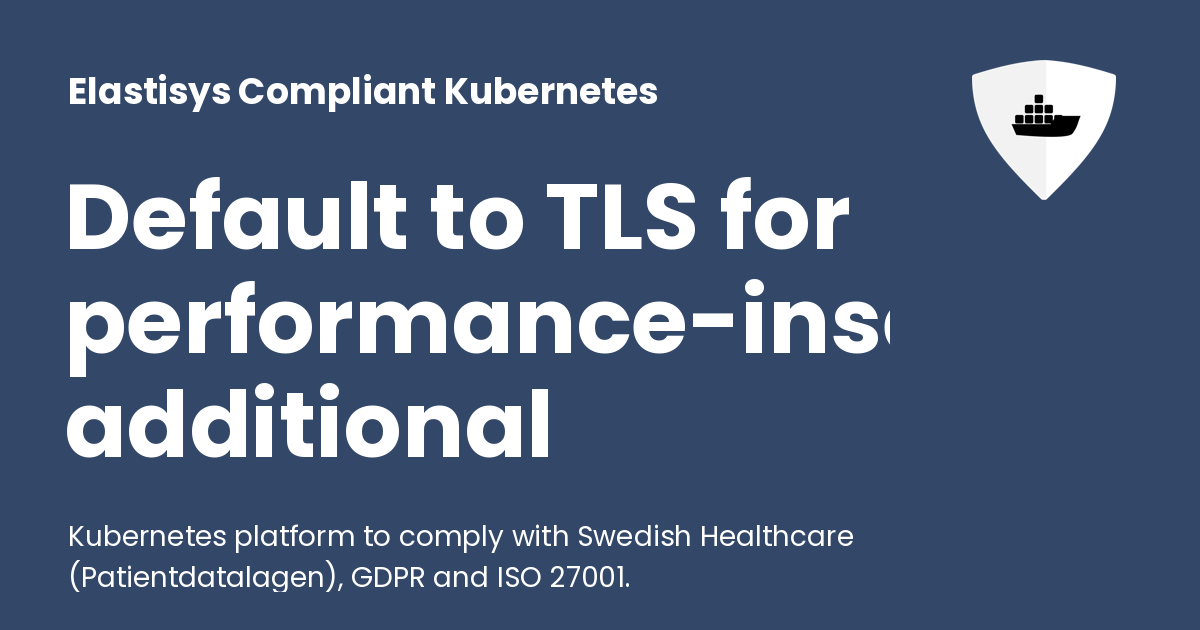 Elastisys Compliant Kubernetes
Default to TLS for
performance-ins
additional
Kubernetes platform to comply with Swedish Healthcare
(Patientdatalagen), GDPR and ISO 27001.